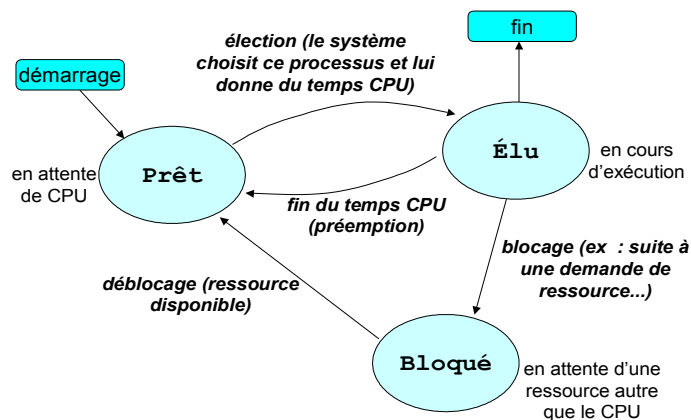 fin
élection (le système
choisit ce processus et lui
donne du temps CPU)
démarrage
Prêt
en attente
de CPU
Élu
en cours
d'exécution
fin du temps CPU
(préemption)
blocage (ex : suite à
une demande de
ressource...)
déblocage (ressource
disponible)
Bloqué
en attente d'une
ressource autre
que le CPU